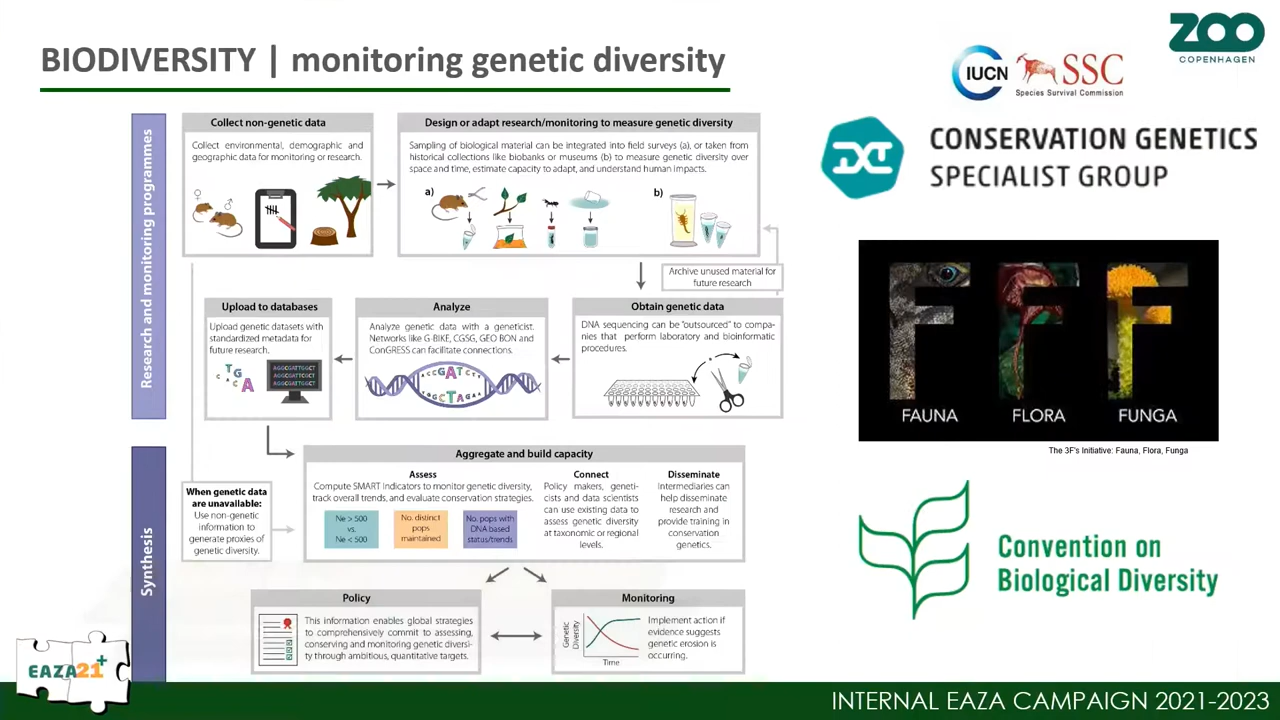 BIODIVERSITY | monitoring genetic diversity
ZOO
COPENHAGEN
IUCN
SSC
Species Survival Commission
CONSERVATION GENETICS
SPECIALIST GROUP
Research and monitoring programmes
Collect non-genetic data
Collect environmental, demographic and
geographic data for monitoring or research.
Design or adapt research/monitoring to measure genetic diversity
Sampling of biological material can be integrated into field surveys (a), or taken from
historical collections like biobanks or museums (b) to measure genetic diversity over
space and time, estimate capacity to adapt, and understand human impacts.
a)
b)
Archive unused material for
future research
Upload to databases
Upload genetic datasets with
standardized metadata for
future research.
Analyze
Analyze genetic data with a geneticist.
Networks like G-BIKE, CGSG, GEO BON and
ConGRESS can facilitate connections.
Obtain genetic data
DNA sequencing can be "outsourced" to compa-
nies that perform laboratory and bioinformatic
procedures.
FAUNA
FLORA
FUNGA
The 3F's Initiative: Fauna, Flora, Funga
Synthesis
When genetic data
are unavailable:
Use non-genetic
information to
generate proxies of
genetic diversity.
Aggregate and build capacity
Assess
Compute SMART Indicators to monitor genetic diversity,
track overall trends, and evaluate conservation strategies.
Ne > 500
vs.
Ne < 500
No. distinct
pops
maintained
No. pops with
DNA based
status/trends
Connect
Policy makers, geneti-
cists and data scientists
can use existing data to
assess genetic diversity
at taxonomic or regional
levels.
Disseminate
Intermediaries can
help disseminate
research and
provide training in
conservation
genetics.
Policy
This information enables global strategies
to comprehensively commit to assessing,
conserving and monitoring genetic diversi-
ty through ambitious, quantitative targets.
Monitoring
Genetic
Diversity
Time
Implement action if
evidence suggests
genetic erosion is
occurring.
Convention on
Biological Diversity
EAZA21+
INTERNAL EAZA CAMPAIGN 2021-2023